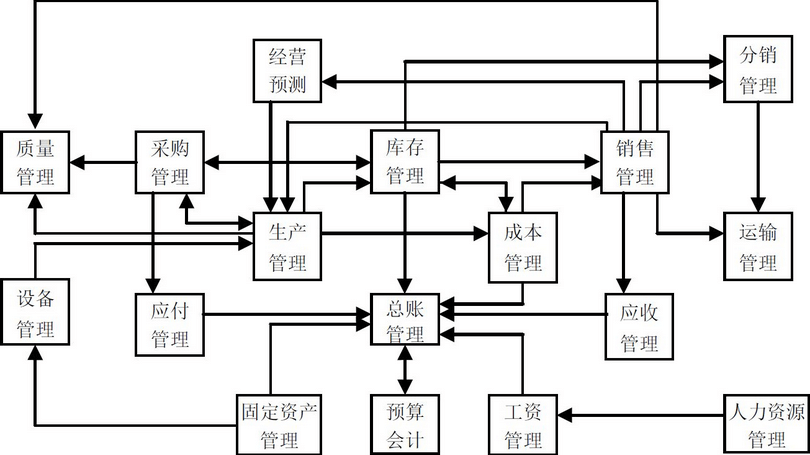 经营
预测
分销
管理
质量
管理
采购
管理
库存
管理
销售
管理
生产
管理
成本
管理
运输
管理
设备
管理
应付
管理
总账
管理
应收
管理
固定资产
管理
预算
会计
工资
管理
人力资源
管理